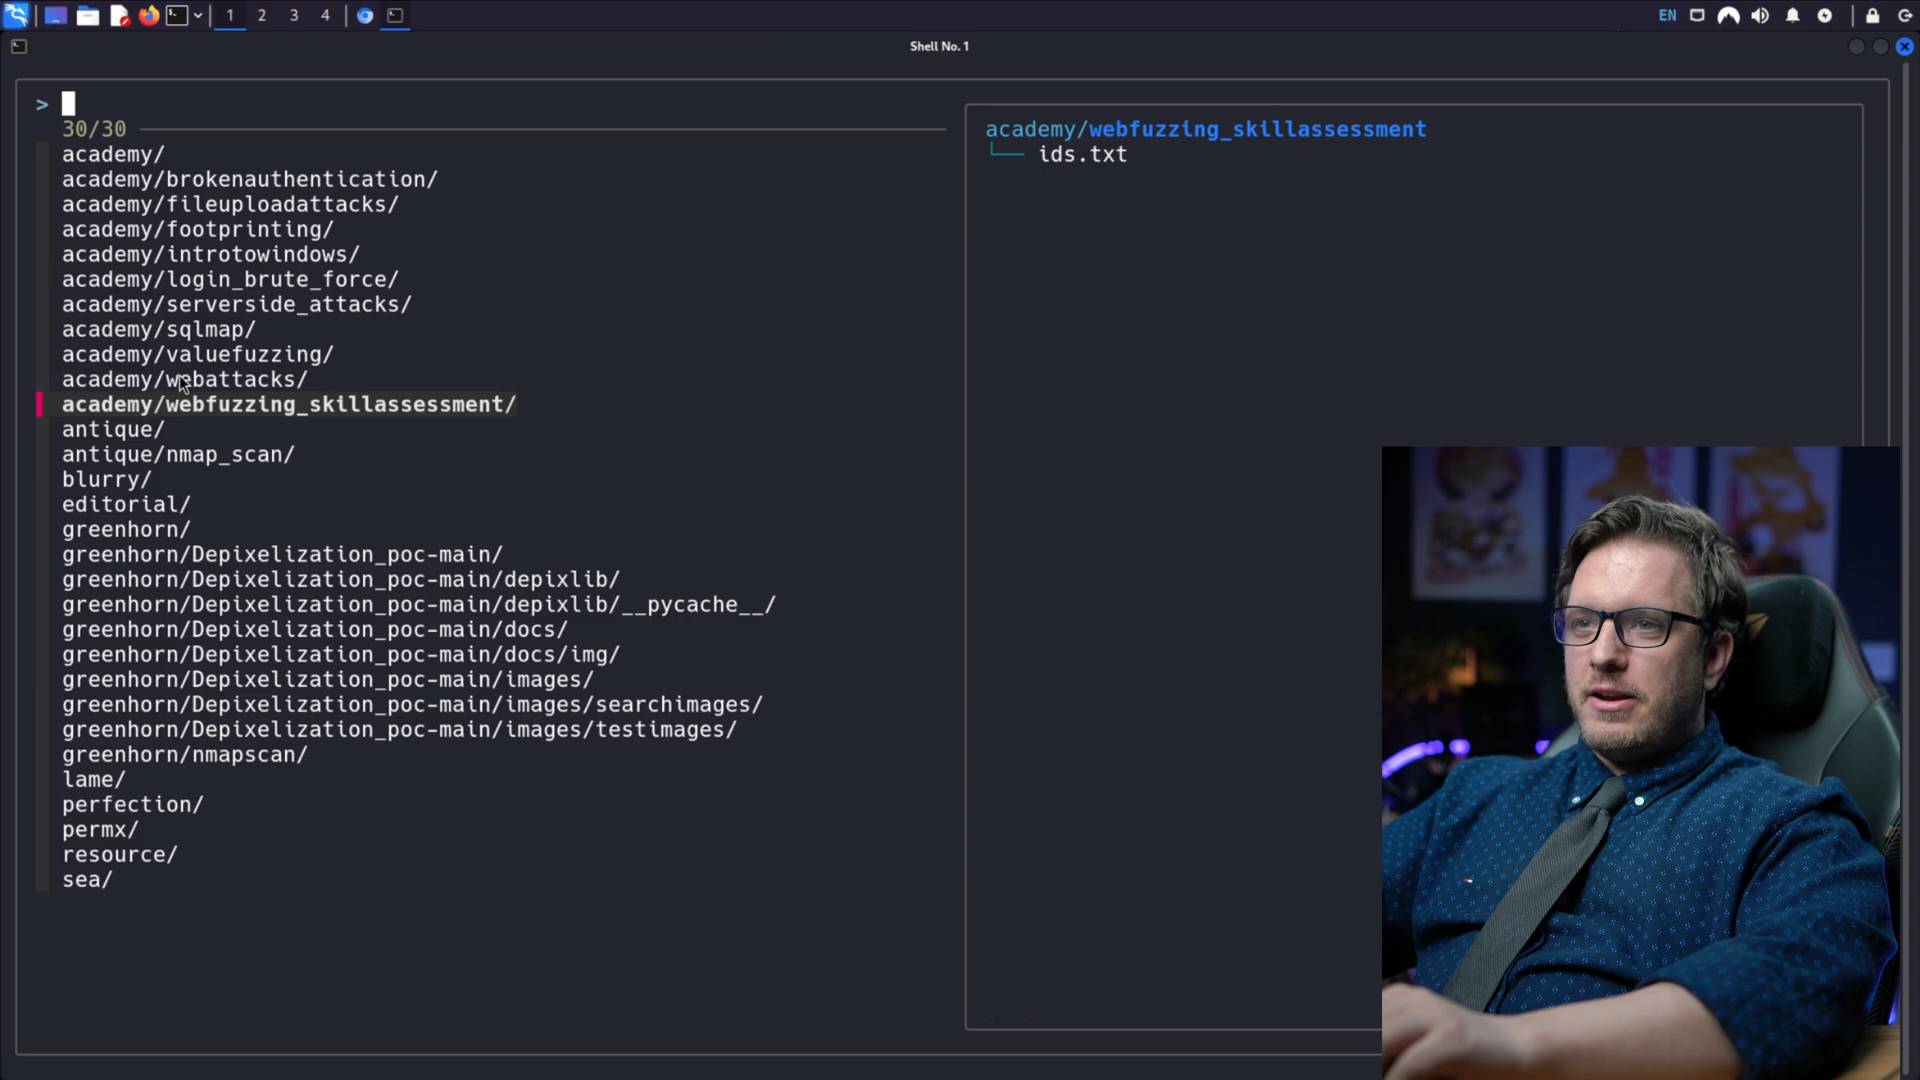 1 2 3 4 EN
Shell No. 1
>
30/30
academy/
academy/brokenauthentication/
academy/fileuploadattacks/
academy/footprinting/
academy/introtowindows/
academy/login_brute_force/
academy/serverside_attacks/
academy/sqlmap/
academy/valuefuzzing/
academy/webattacks/
academy/webfuzzing_skillassessment/
antique/
antique/nmap_scan/
blurry/
editorial/
greenhorn/
greenhorn/Depixelization_poc-main/
greenhorn/Depixelization_poc-main/depixlib/
greenhorn/Depixelization_poc-main/depixlib/__pycache__/
greenhorn/Depixelization_poc-main/docs/
greenhorn/Depixelization_poc-main/docs/img/
greenhorn/Depixelization_poc-main/images/
greenhorn/Depixelization_poc-main/images/searchimages/
greenhorn/Depixelization_poc-main/images/testimages/
greenhorn/nmapscan/
lame/
perfection/
permx/
resource/
sea/
academy/webfuzzing_skillassessment
└── ids.txt